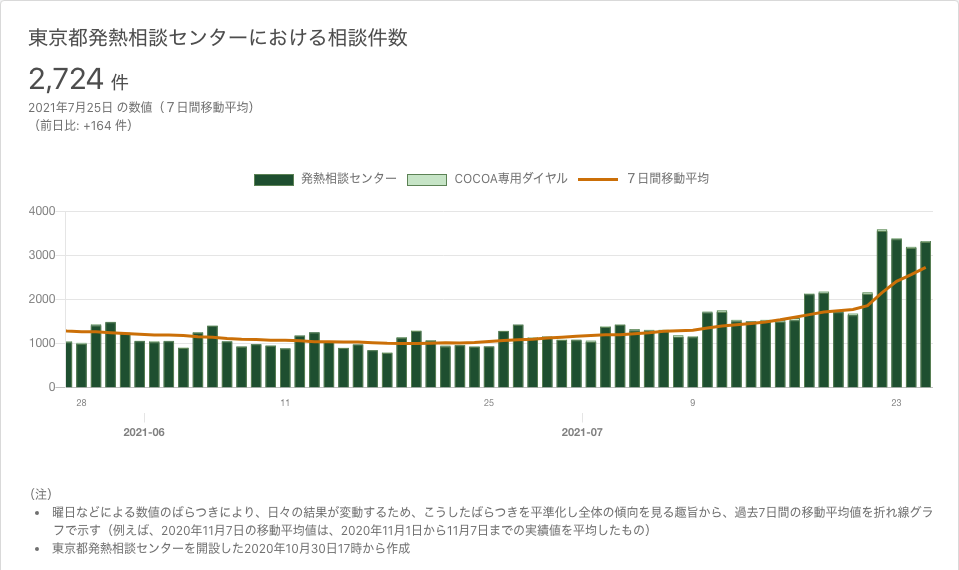 東京都発熱相談センターにおける相談件数
2,724 件
2021年7月25日 の数値（７日間移動平均）
（前日比: +164 件）
発熱相談センター COCOA専用ダイヤル ７日間移動平均
4000
3000
2000
1000
0
28 11 25 9 23
2021-06 2021-07
（注）
• 曜日などによる数値のばらつきにより、日々の結果が変動するため、こうしたばらつきを平準化し全体の傾向を見る趣旨から、過去7日間の移動平均値を折れ線グラ
フで示す（例えば、2020年11月7日の移動平均値は、2020年11月1日から11月7日までの実績値を平均したもの）
• 東京都発熱相談センターを開設した2020年10月30日17時から作成